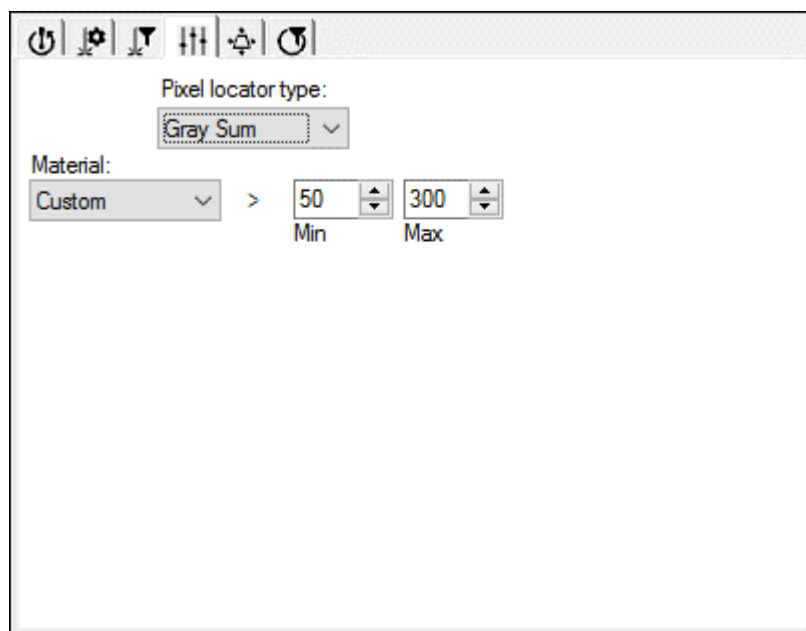 Pixel locator type:
Gray Sum
Material:
Custom > 50 300
Min Max